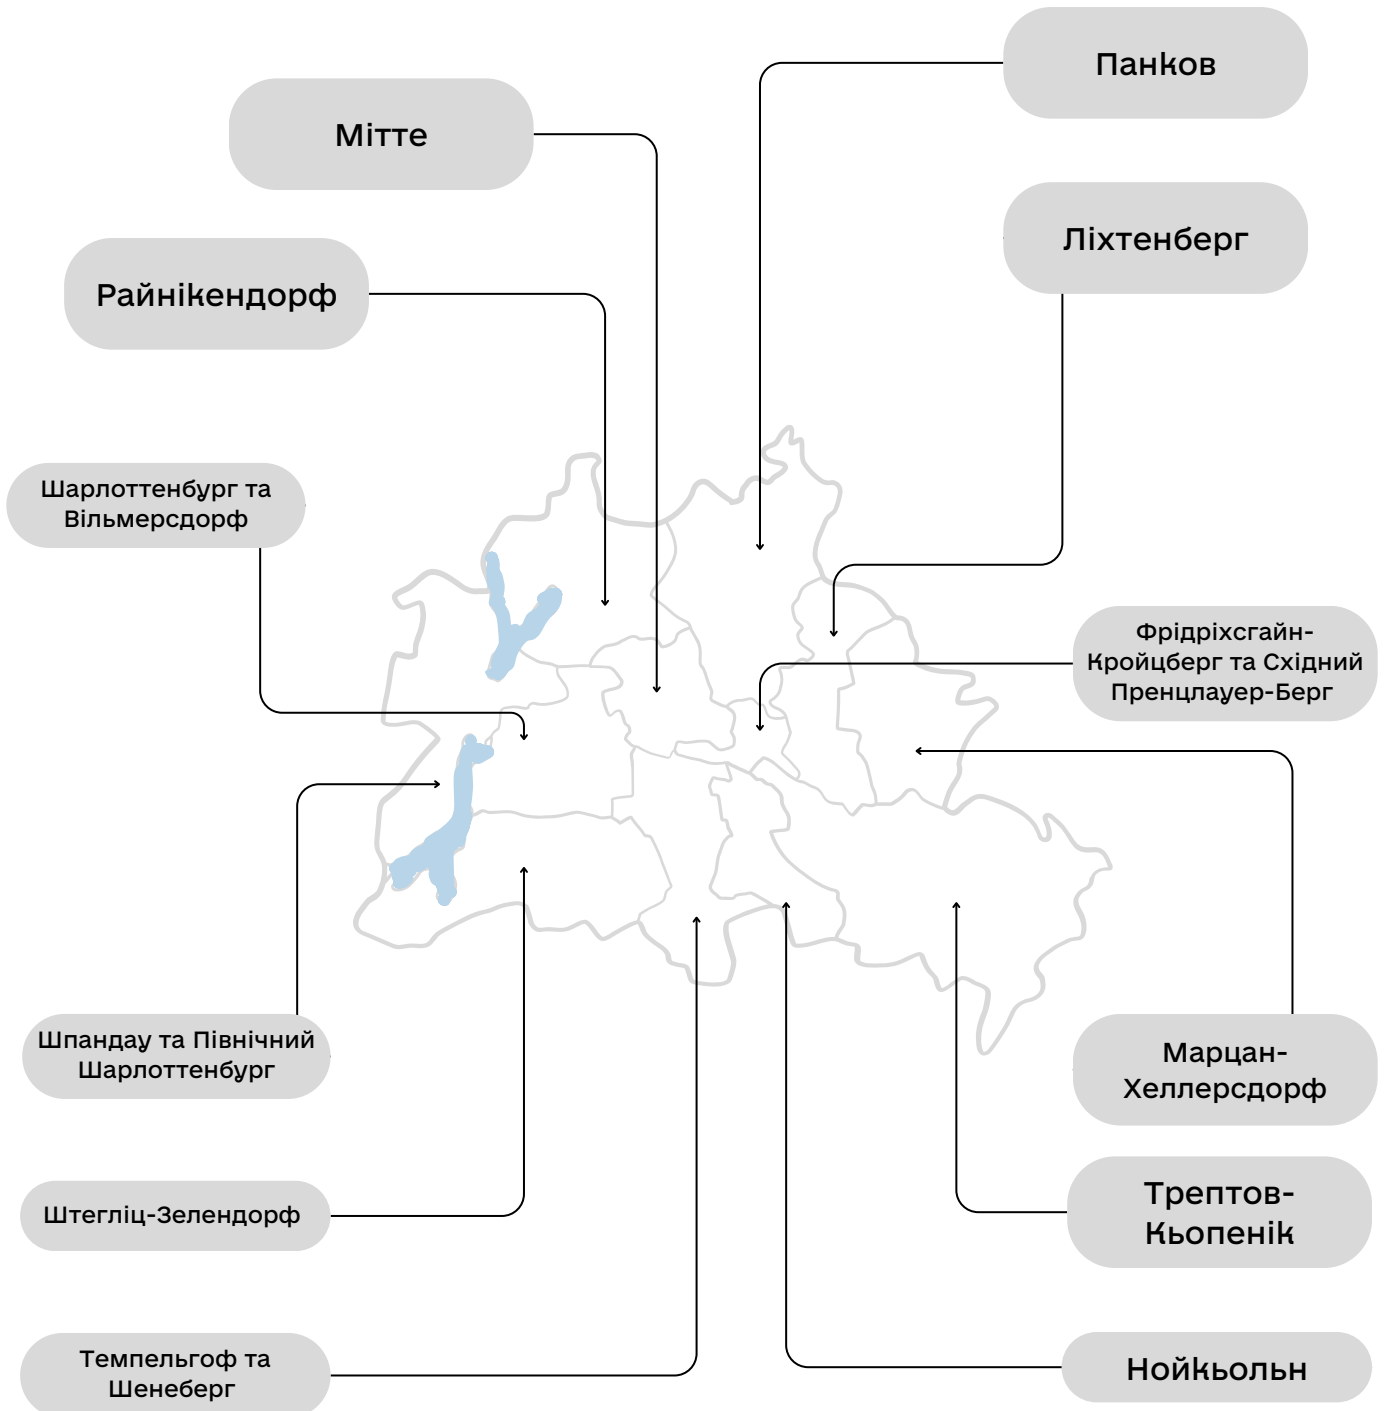 Панков
Мітте
Ліхтенберг
Райнікендорф
Шарлоттенбург та
Вільмерсдорф
Фрідріхсгайн-
Кройцберг та Східний
Пренцлауер-Берг
Шпандау та Північний
Шарлоттенбург
Марцан-
Хеллерсдорф
Штегліц-Зелендорф
Трептов-
Кьопенік
Темпельгоф та
Шенеберг
Нойкьольн